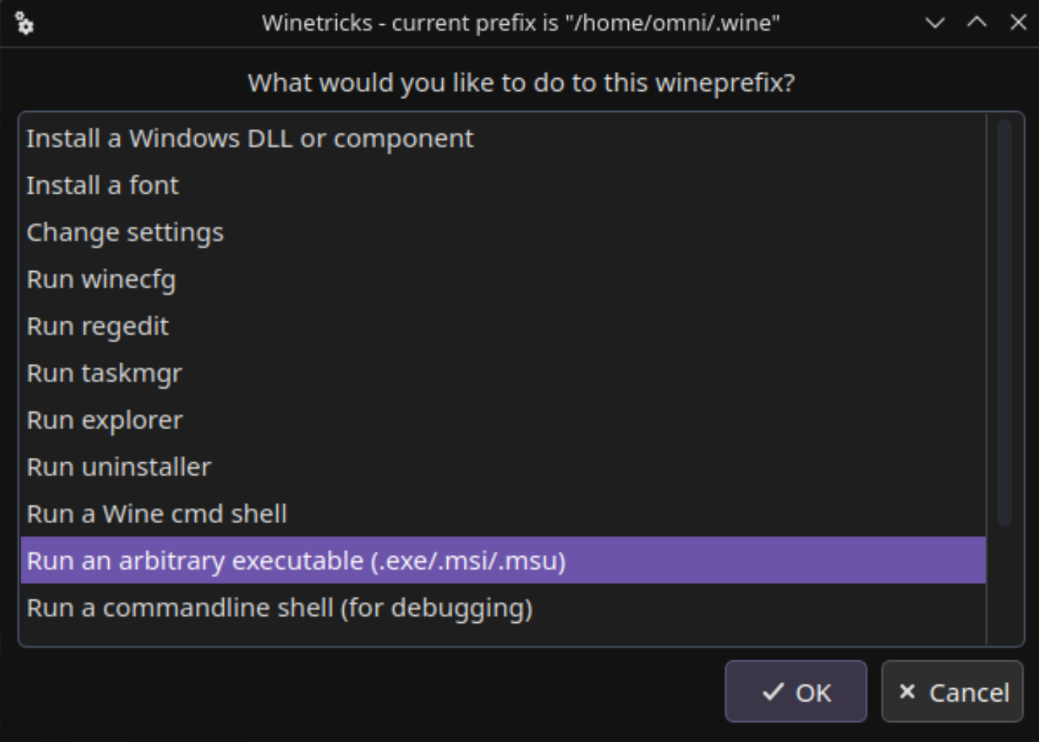 Winetricks - current prefix is "/home/omni/.wine"
What would you like to do to this wineprefix?
Install a Windows DLL or component
Install a font
Change settings
Run winecfg
Run regedit
Run taskmgr
Run explorer
Run uninstaller
Run a Wine cmd shell
Run an arbitrary executable (.exe/.msi/.msu)
Run a commandline shell (for debugging)
OK Cancel